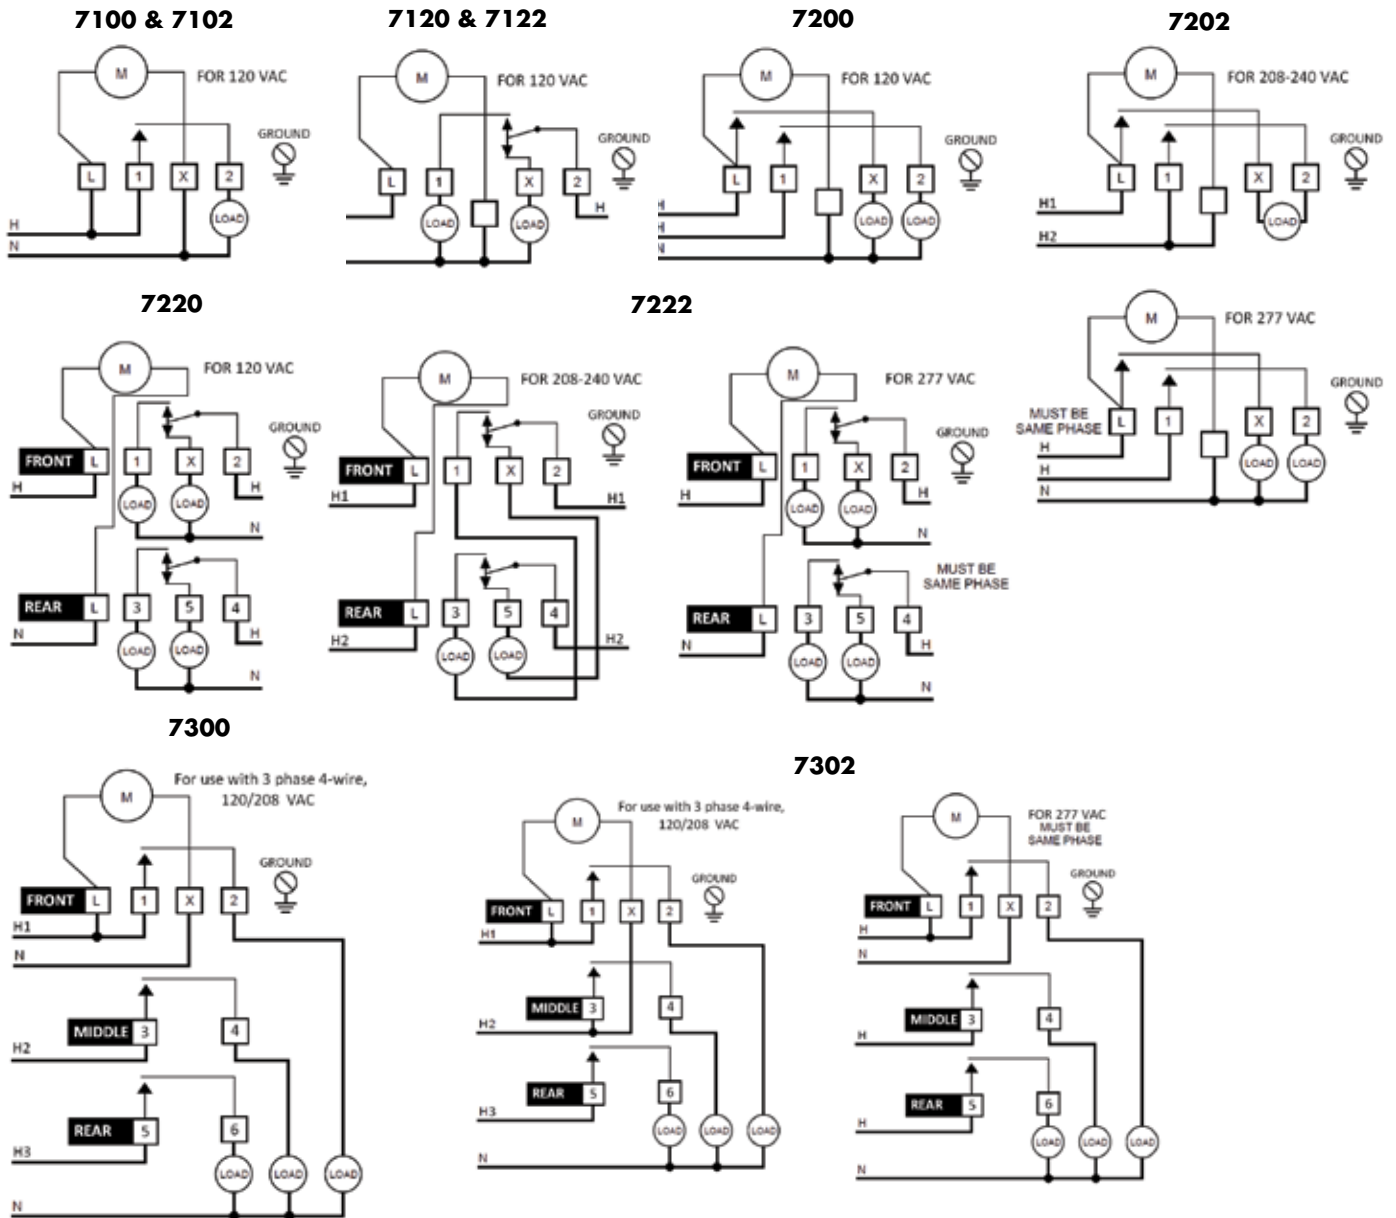 7100 & 7102
M
FOR 120 VAC
GROUND
L 1 X 2
LOAD
H
N
7120 & 7122
M
FOR 120 VAC
GROUND
L 1 X 2
LOAD LOAD
H
7200
M
FOR 120 VAC
GROUND
L 1 X 2
H
LOAD LOAD
H
N
7202
M
FOR 208-240 VAC
GROUND
L 1 X 2
H1
LOAD
H2
M
FOR 277 VAC
GROUND
MUST BE
SAME PHASE
L 1 X 2
H
LOAD LOAD
H
N
7220
M
FOR 120 VAC
GROUND
FRONT L 1 X 2
H
LOAD LOAD
H
N
REAR L 3 5 4
N
LOAD LOAD
H
N
7222
M
FOR 208-240 VAC
GROUND
FRONT L 1 X 2
H1
H1
REAR L 3 5 4
H2
LOAD LOAD
H2
M
FOR 277 VAC
GROUND
FRONT L 1 X 2
H
LOAD LOAD
H
N
MUST BE
SAME PHASE
REAR L 3 5 4
N
LOAD LOAD
H
N
7300
M
For use with 3 phase 4-wire,
120/208 VAC
GROUND
FRONT L 1 X 2
H1
N
MIDDLE 3 4
H2
REAR 5 6
H3
LOAD LOAD LOAD
N
7302
M
For use with 3 phase 4-wire,
120/208 VAC
GROUND
FRONT L 1 X 2
H1
MIDDLE 3 4
H2
REAR 5 6
H3
LOAD LOAD LOAD
N
M
FOR 277 VAC
MUST BE
SAME PHASE
GROUND
FRONT L 1 X 2
H
N
MIDDLE 3 4
H
REAR 5 6
H
LOAD LOAD LOAD
N